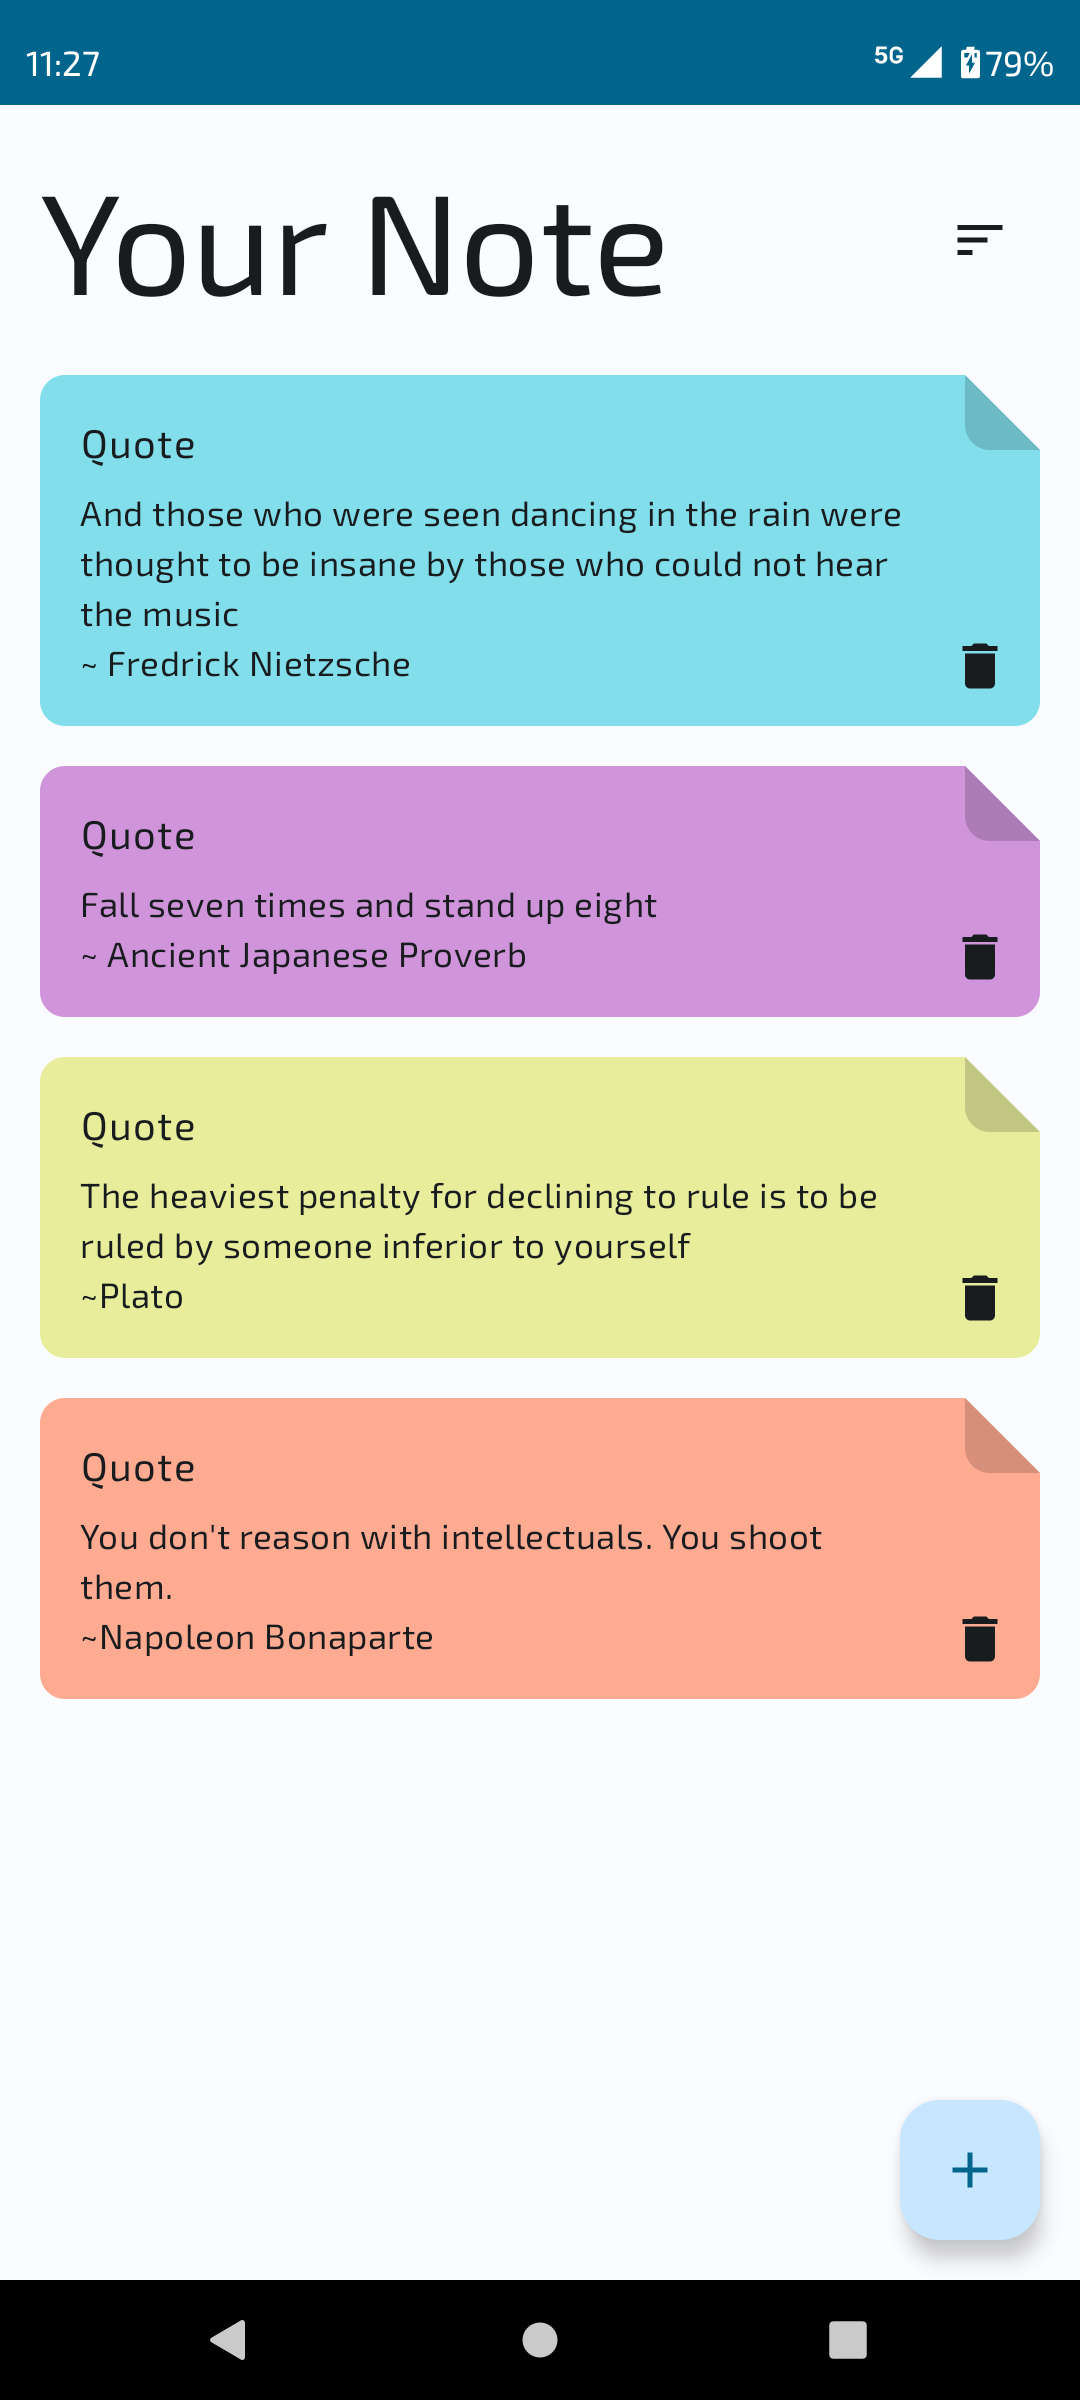 11:27
5G 79%
Your Note
Quote
And those who were seen dancing in the rain were
thought to be insane by those who could not hear
the music
~ Fredrick Nietzsche
Quote
Fall seven times and stand up eight
~ Ancient Japanese Proverb
Quote
The heaviest penalty for declining to rule is to be
ruled by someone inferior to yourself
~Plato
Quote
You don't reason with intellectuals. You shoot
them.
~Napoleon Bonaparte